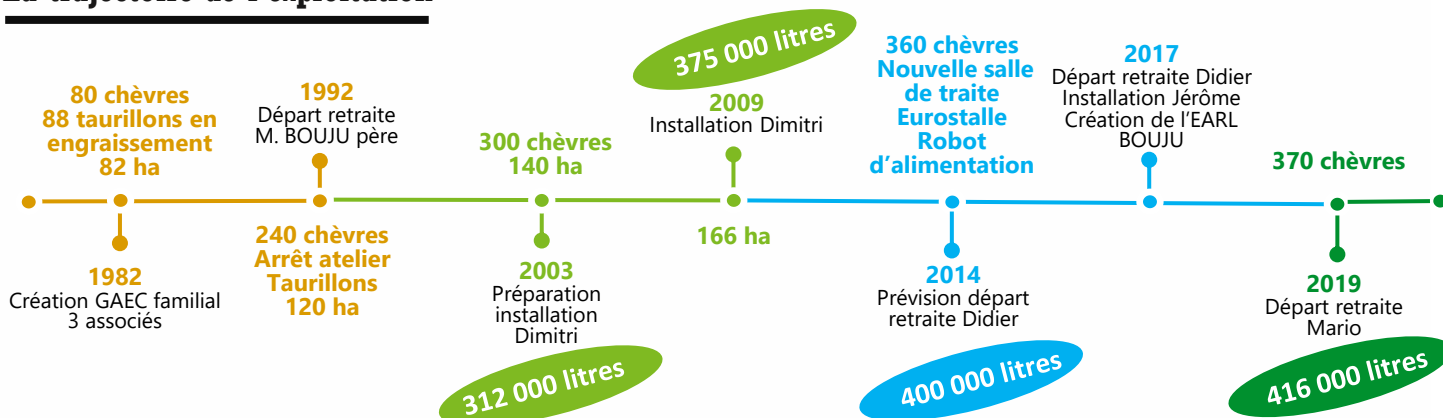 La trajectoire de l'exploitation
80 chèvres
88 taurillons en
engraissement
82 ha
1982
Création GAEC familial
3 associés
1992
Départ retraite
M. BOUJU père
240 chèvres
Arrêt atelier
Taurillons
120 ha
300 chèvres
140 ha
2003
Préparation
installation
Dimitri
312 000 litres
375 000 litres
2009
Installation Dimitri
166 ha
360 chèvres
Nouvelle salle
de traite
Eurostalle
Robot
d'alimentation
2014
Prévision départ
retraite Didier
400 000 litres
2017
Départ retraite Didier
Installation Jérôme
Création de l'EARL
BOUJU
370 chèvres
2019
Départ retraite
Mario
416 000 litres